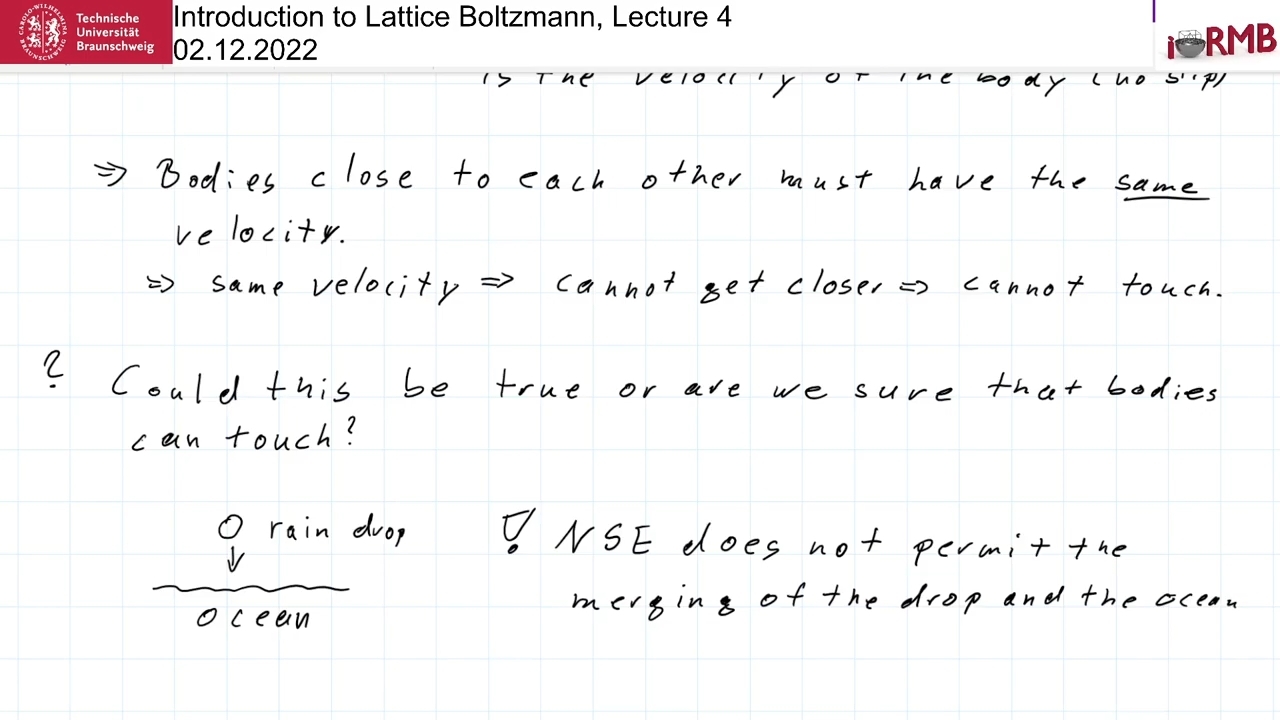 Technische
Universität
Braunschweig
Introduction to Lattice Boltzmann, Lecture 4
02.12.2022
iRMB
is the velocity of the body (no slip)
⇒ Bodies close to each other must have the same
velocity.
⇒ same velocity ⇒ cannot get closer ⇒ cannot touch.
? Could this be true or are we sure that bodies
can touch?
rain drop
ocean
! NSE does not permit the
merging of the drop and the ocean